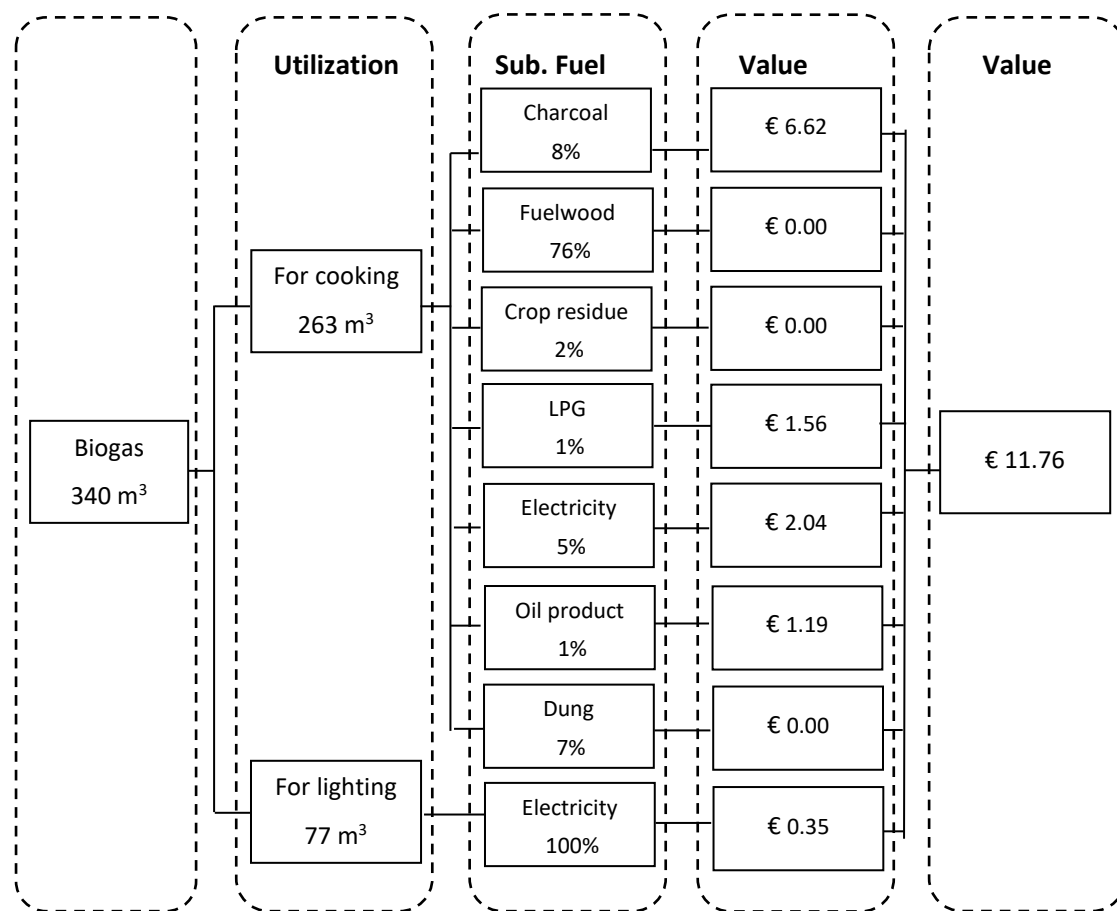 Utilization
Sub. Fuel
Value
Value
Charcoal
8%
€ 6.62
Fuelwood
76%
€ 0.00
For cooking
263 m³
Crop residue
2%
€ 0.00
LPG
1%
€ 1.56
Biogas
340 m³
€ 11.76
Electricity
5%
€ 2.04
Oil product
1%
€ 1.19
Dung
7%
€ 0.00
For lighting
77 m³
Electricity
100%
€ 0.35